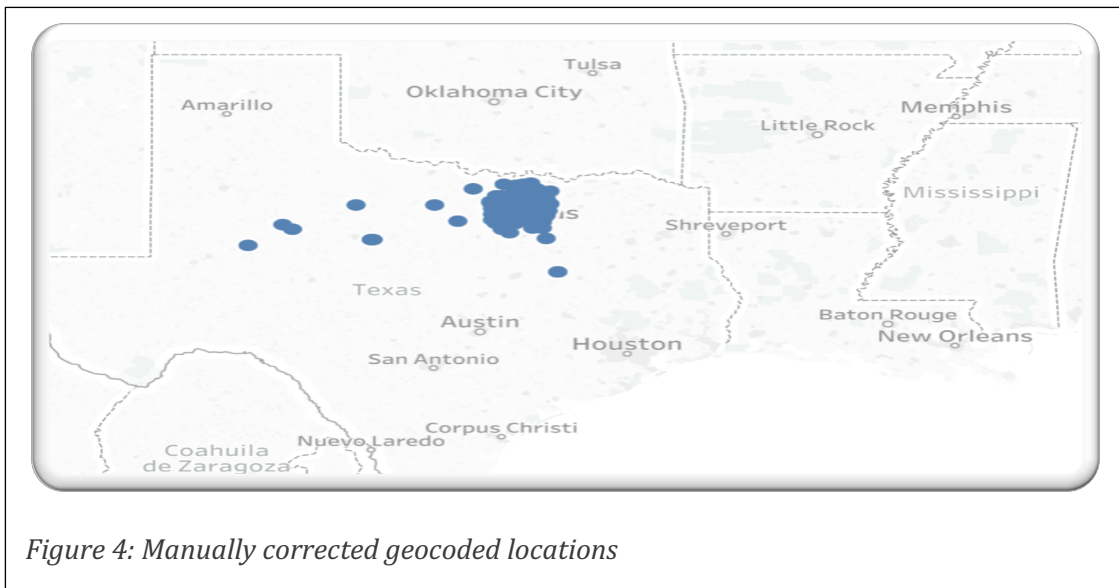 Tulsa
Oklahoma City
Amarillo
Memphis
Little Rock
Mississippi
us
Shreveport
Texas
Austin
Baton Rouge
New Orleans
Houston
San Antonio
Corpus Christi
Nuevo Laredo
Coahuila
de Zaragoza
Figure 4: Manually corrected geocoded locations